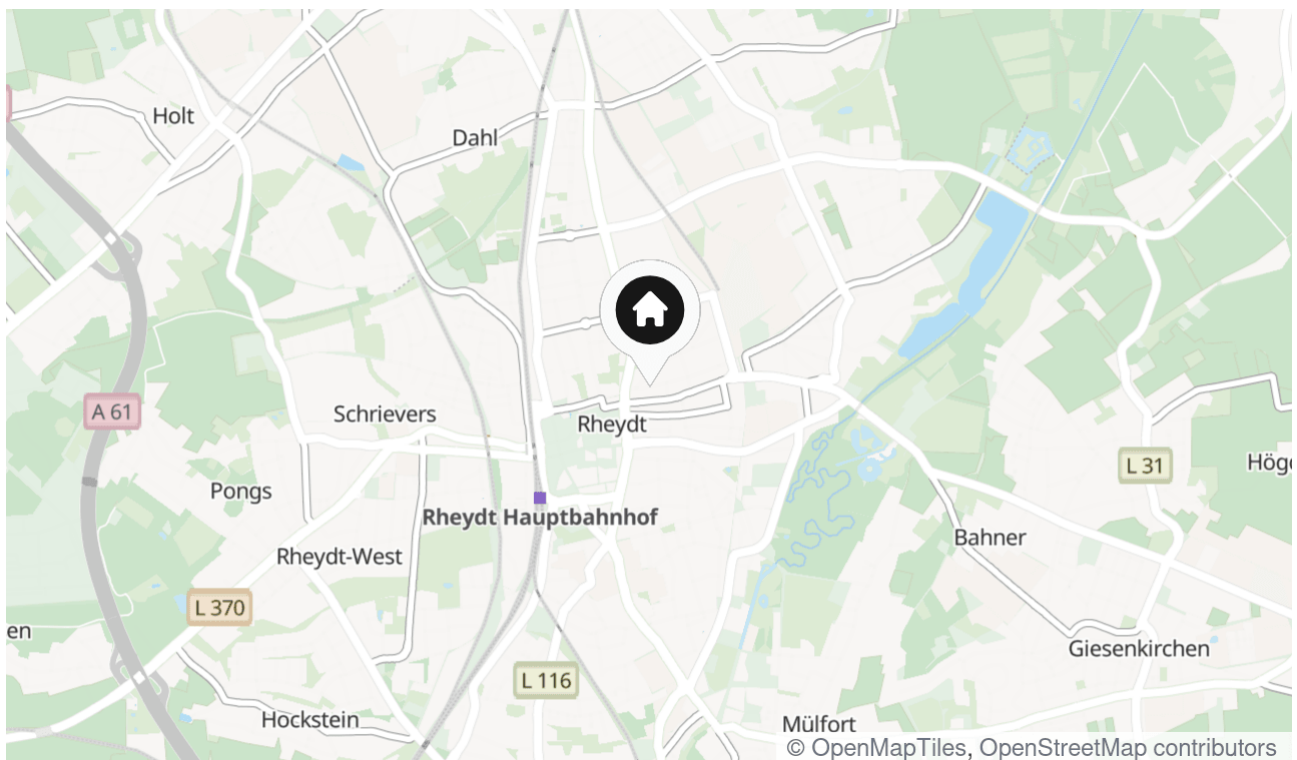 Holt
Dahl
A 61
Schrievers
Rheydt
L 31
Höge
Pongs
Rheydt Hauptbahnhof
Bahner
Rheydt-West
L 370
en
Giesenkirchen
L 116
Hockstein
Mülfort
© OpenMapTiles, OpenStreetMap contributors